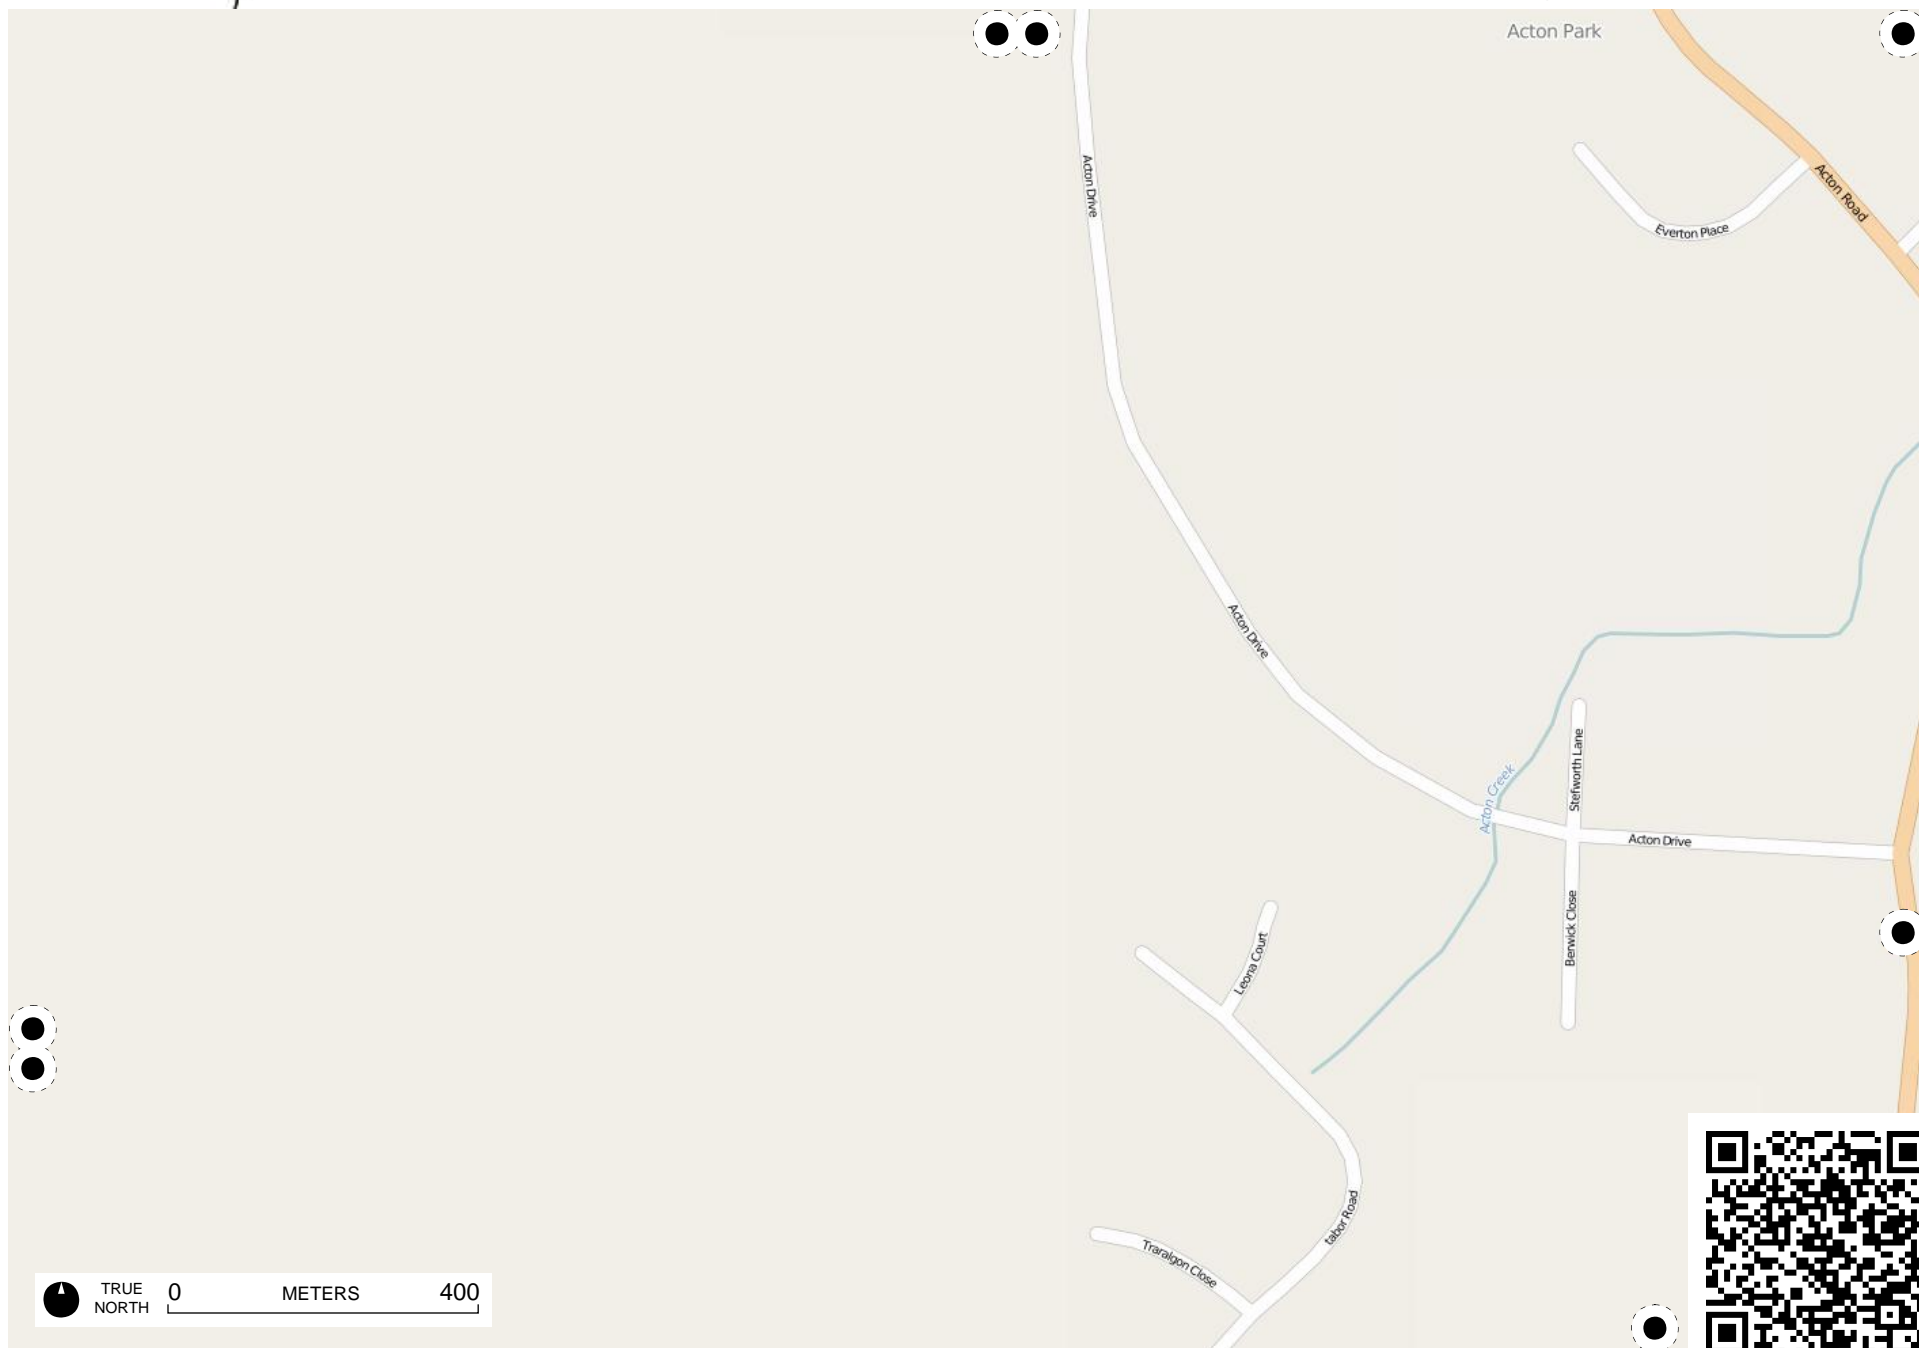 Acton Park
Acton Drive
Acton Road
Everton Place
Acton Drive
Stefworth Lane
Acton Creek
Acton Drive
Berwick Close
Leona Court
tabor Road
Traralgon Close
TRUE NORTH
0 METERS 400